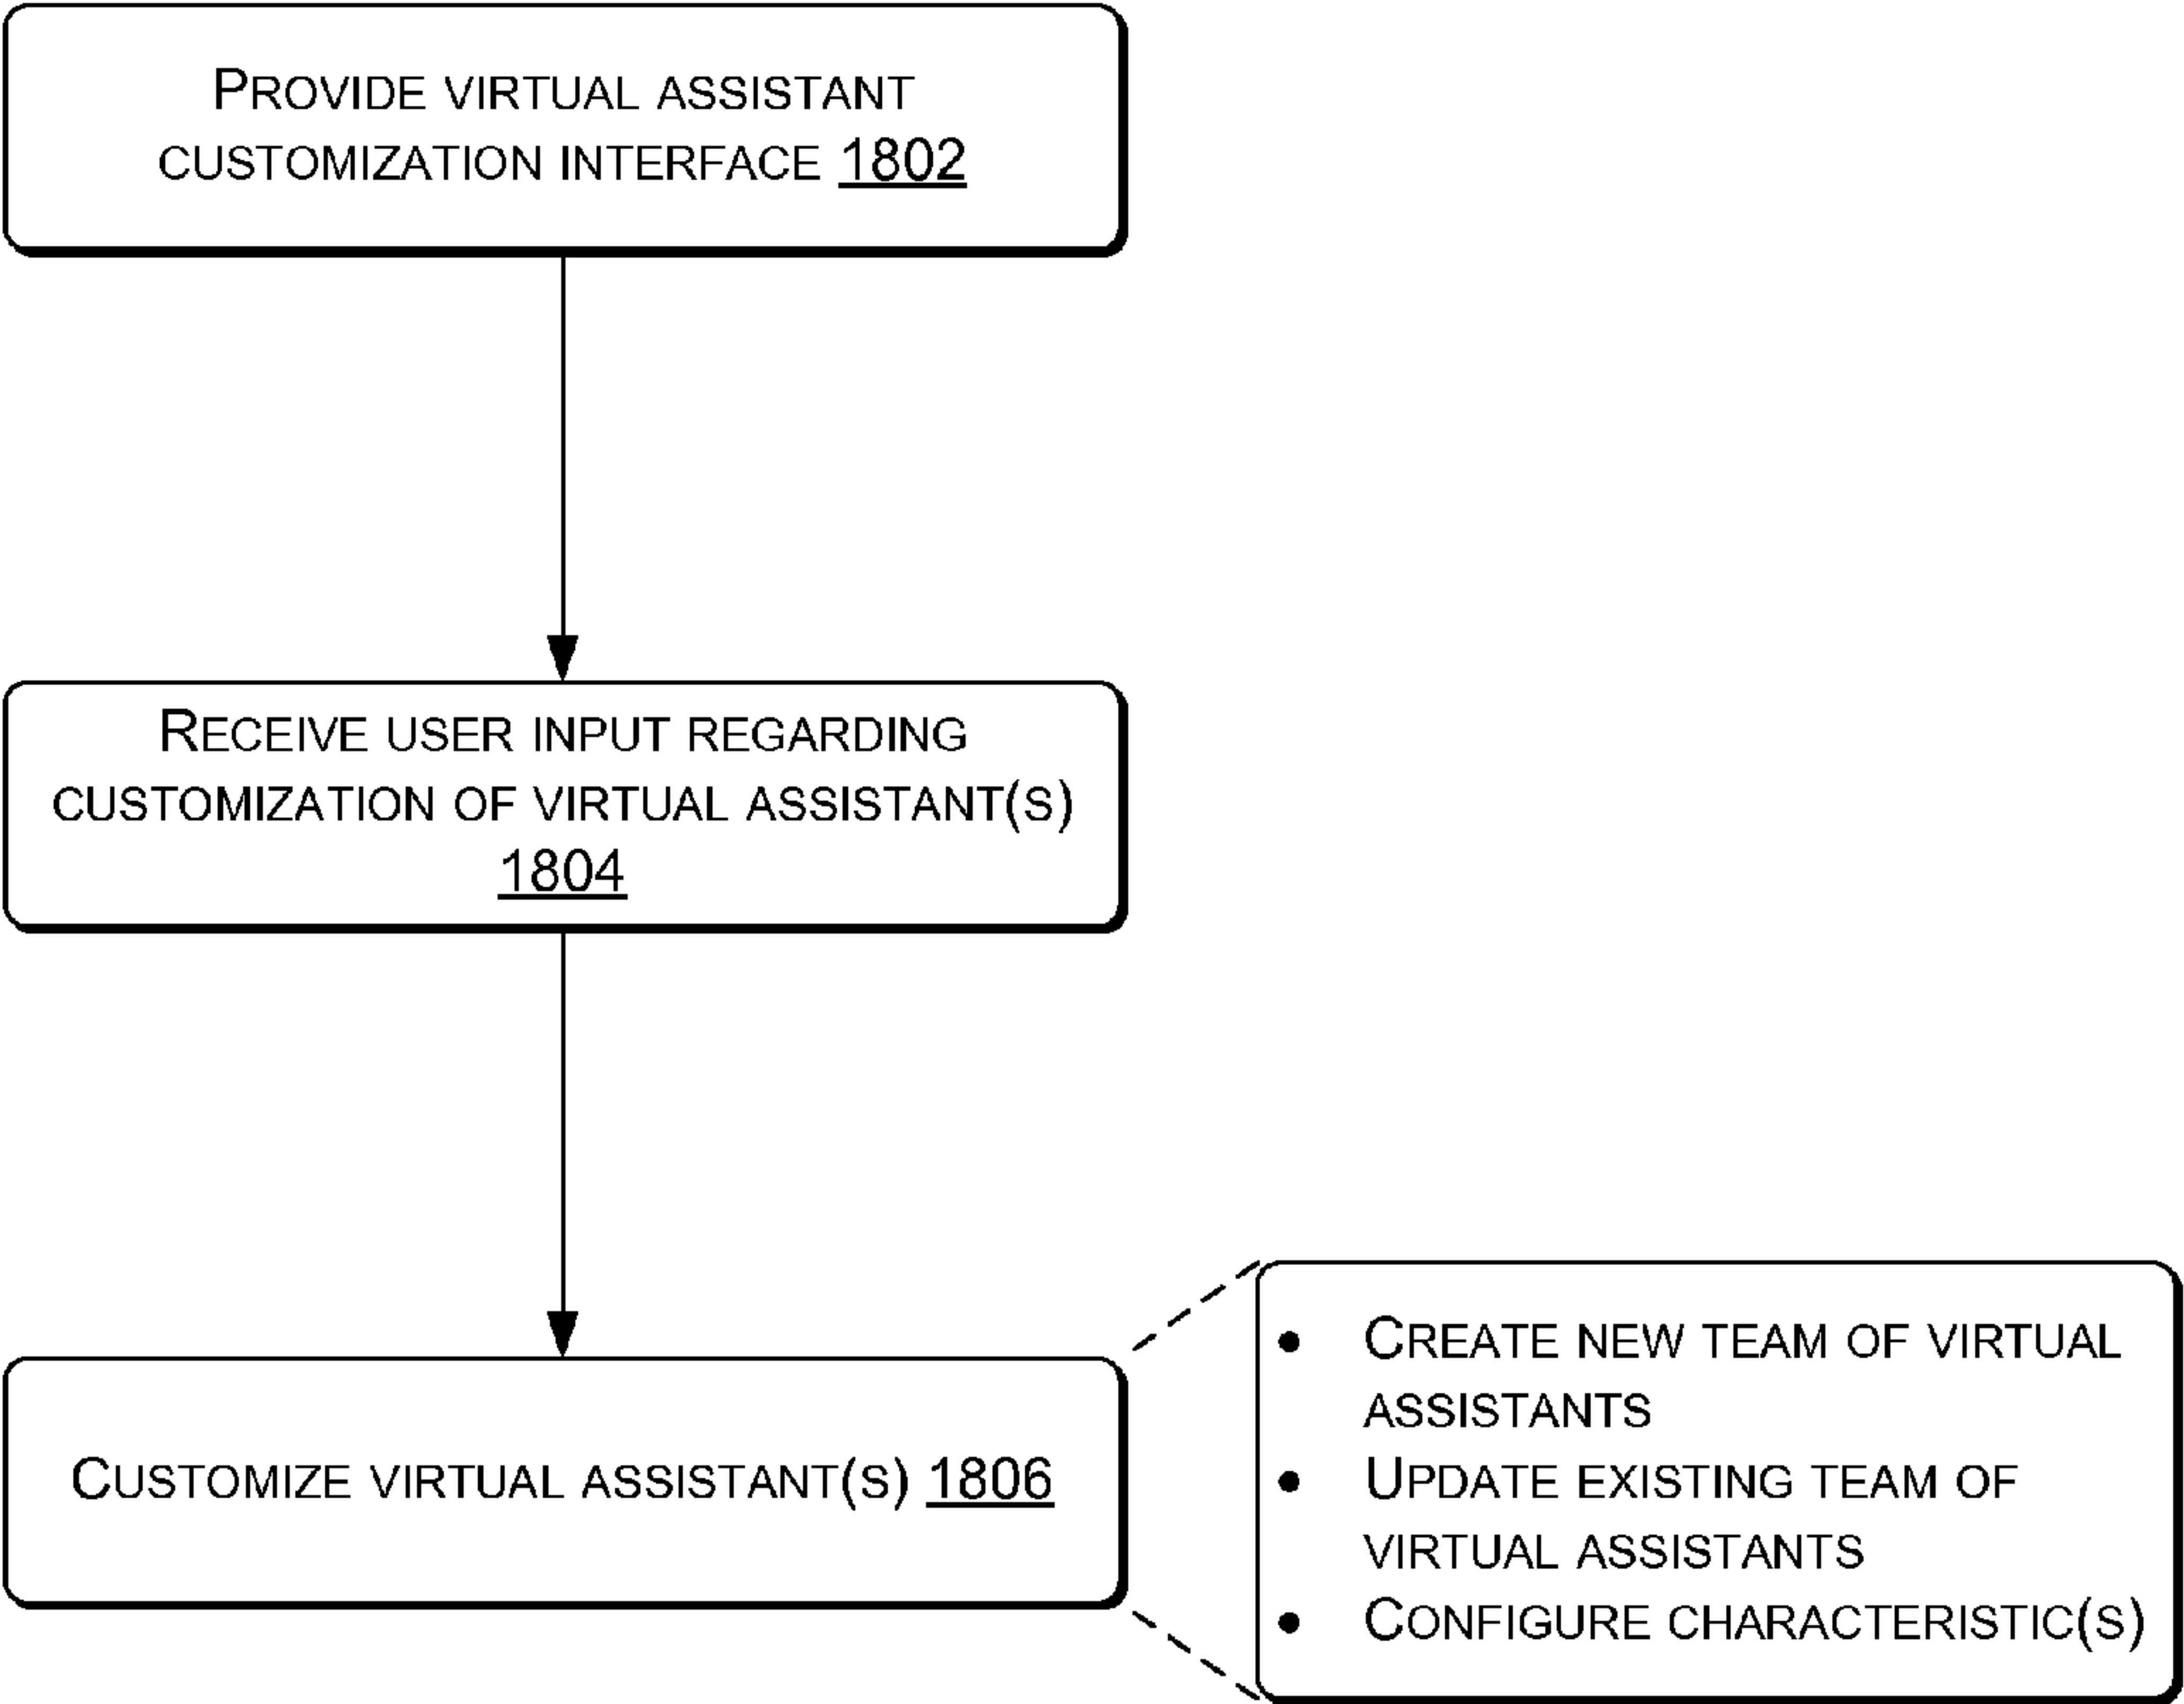 PROVIDE VIRTUAL ASSISTANT
CUSTOMIZATION INTERFACE 1802
RECEIVE USER INPUT REGARDING
CUSTOMIZATION OF VIRTUAL ASSISTANT(S)
1804
CUSTOMIZE VIRTUAL ASSISTANT(S) 1806
• CREATE NEW TEAM OF VIRTUAL
ASSISTANTS
• UPDATE EXISTING TEAM OF
VIRTUAL ASSISTANTS
• CONFIGURE CHARACTERISTIC(S)